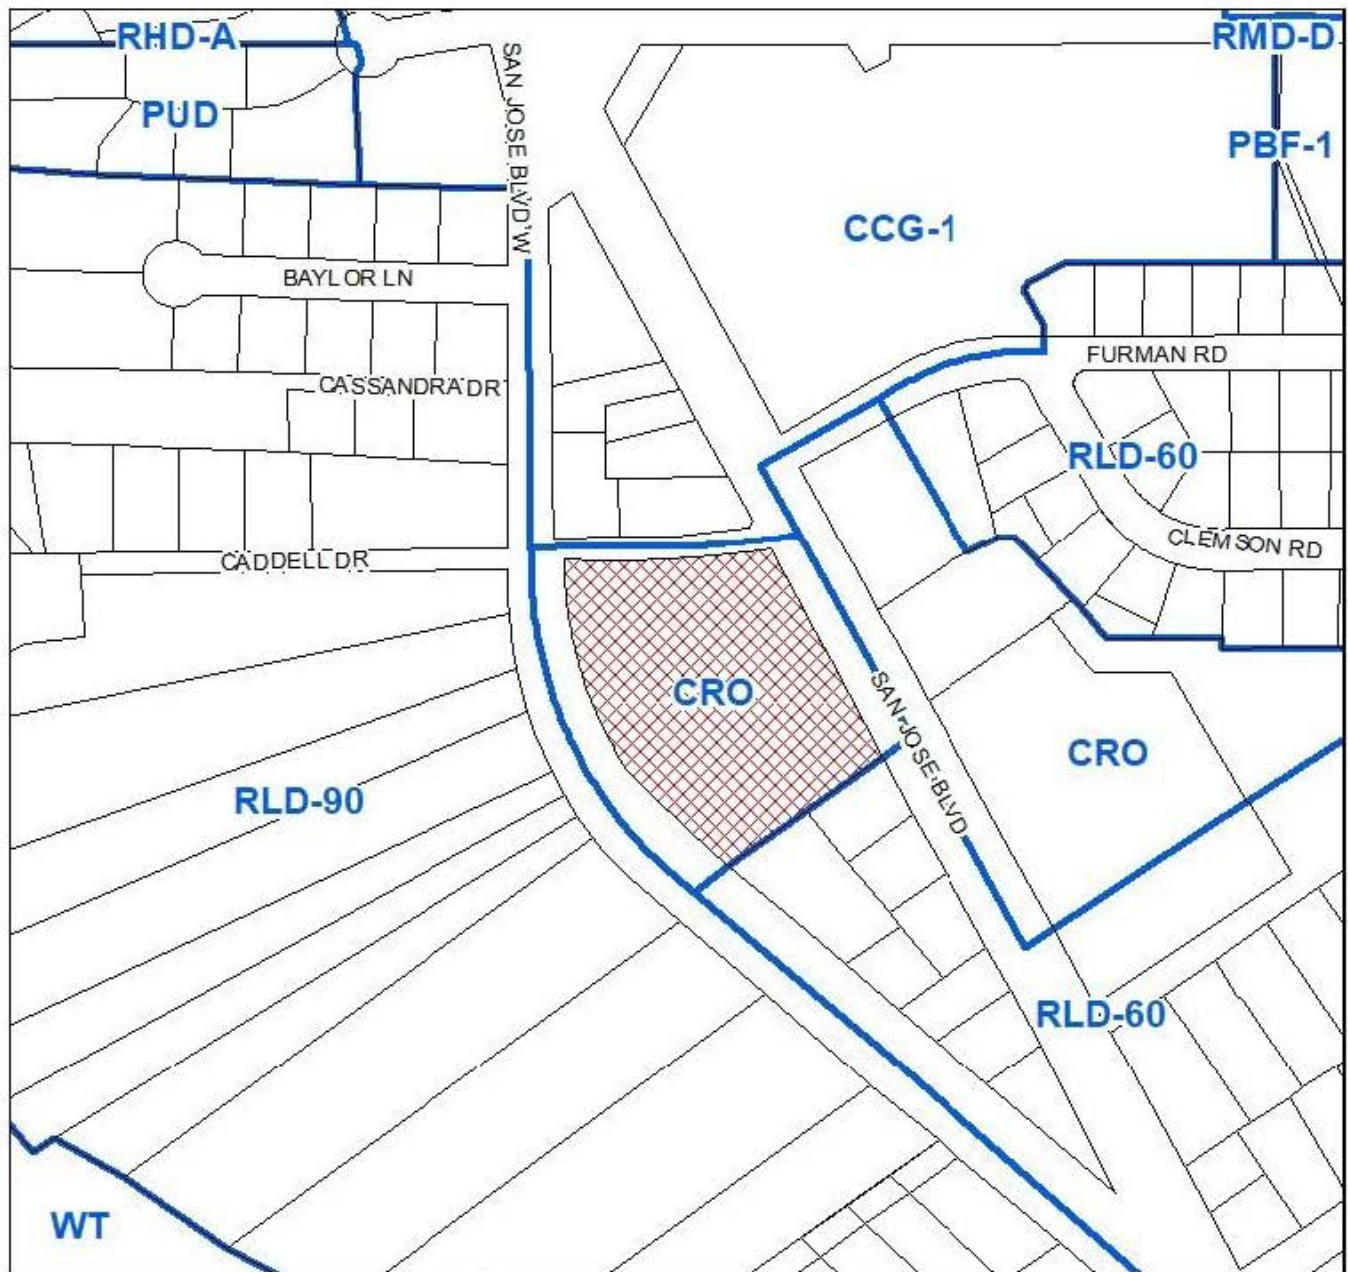 RHD-A
RMD-D
SAN JOSE BLVD W
PUD
PBF-1
CCG-1
BAYLOR LN
FURMAN RD
CASSANDRA DR
RLD-60
CLEMSON RD
CADDELL DR
CRO
SAN JOSE BLVD
CRO
RLD-90
RLD-60
WT